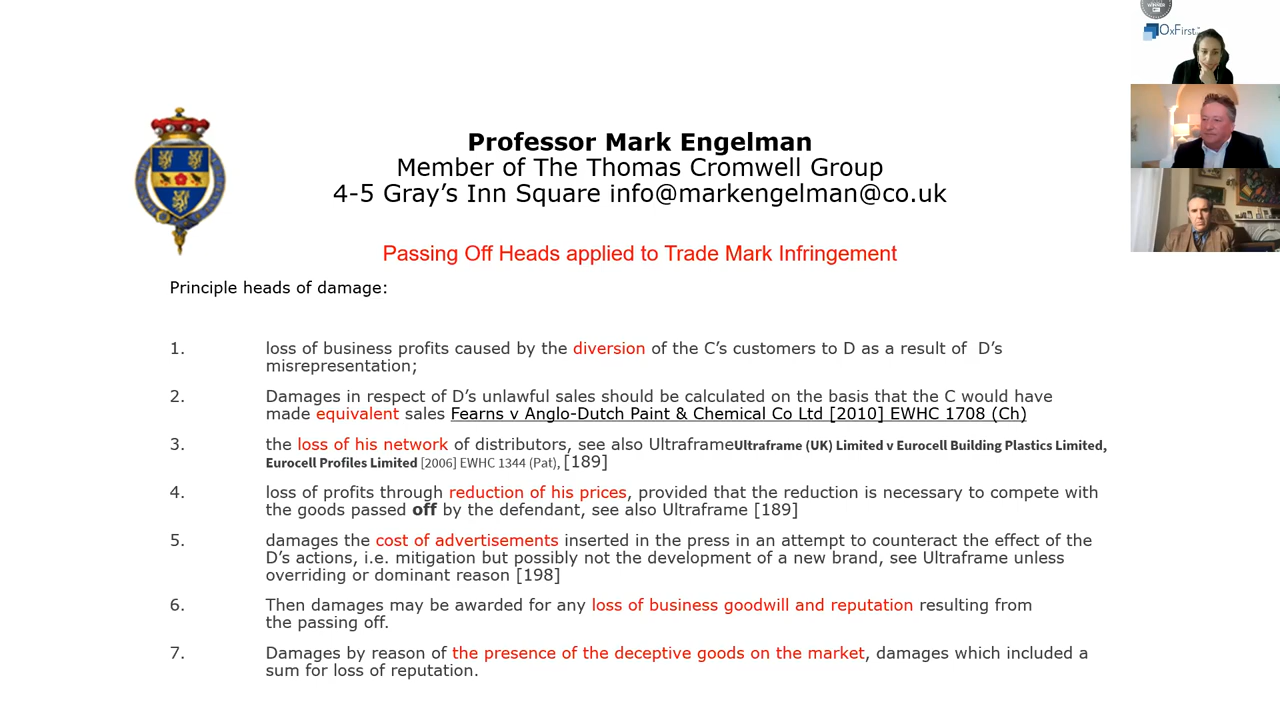 WINNER
OxFirst
Professor Mark Engelman
Member of The Thomas Cromwell Group
4-5 Gray’s Inn Square info@markengelman@co.uk
Passing Off Heads applied to Trade Mark Infringement
Principle heads of damage:
1. loss of business profits caused by the diversion of the C’s customers to D as a result of D’s
misrepresentation;
2. Damages in respect of D’s unlawful sales should be calculated on the basis that the C would have
made equivalent sales Fearns v Anglo-Dutch Paint & Chemical Co Ltd [2010] EWHC 1708 (Ch)
3. the loss of his network of distributors, see also UltraframeUltraframe (UK) Limited v Eurocell Building Plastics Limited,
Eurocell Profiles Limited [2006] EWHC 1344 (Pat), [189]
4. loss of profits through reduction of his prices, provided that the reduction is necessary to compete with
the goods passed off by the defendant, see also Ultraframe [189]
5. damages the cost of advertisements inserted in the press in an attempt to counteract the effect of the
D’s actions, i.e. mitigation but possibly not the development of a new brand, see Ultraframe unless
overriding or dominant reason [198]
6. Then damages may be awarded for any loss of business goodwill and reputation resulting from
the passing off.
7. Damages by reason of the presence of the deceptive goods on the market, damages which included a
sum for loss of reputation.